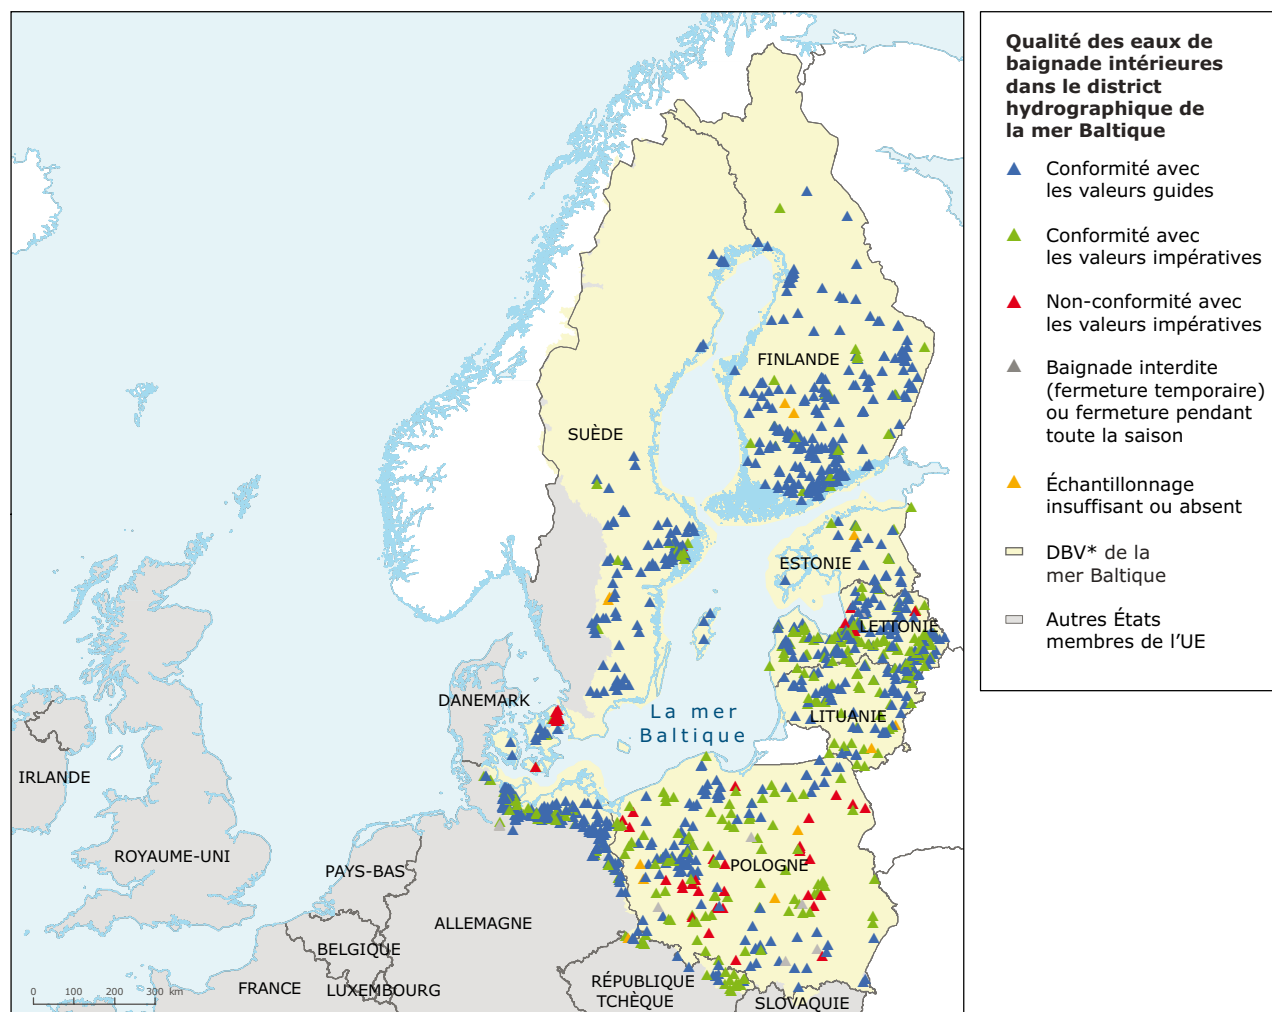 FINLANDE
SUÈDE
ESTONIE
LETTONIE
DANEMARK
La mer
Baltique
LITUANIE
IRLANDE
ROYAUME-UNI
PAYS-BAS
POLOGNE
ALLEMAGNE
BELGIQUE
FRANCE
LUXEMBOURG
RÉPUBLIQUE
TCHÈQUE
SLOVAQUIE
0 100 200 300 km
Qualité des eaux de
baignade intérieures
dans le district
hydrographique de
la mer Baltique
Conformité avec
les valeurs guides
Conformité avec
les valeurs impératives
Non-conformité avec
les valeurs impératives
Baignade interdite
(fermeture temporaire)
ou fermeture pendant
toute la saison
Échantillonnage
insuffisant ou absent
DBV* de la
mer Baltique
Autres États
membres de l’UE